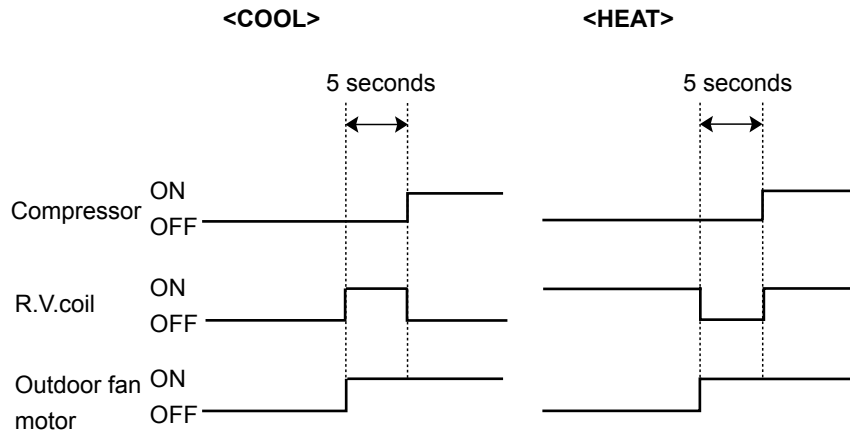 <COOL>
<HEAT>
5 seconds
5 seconds
Compressor
ON
OFF
R.V.coil
ON
OFF
Outdoor fan
motor
ON
OFF